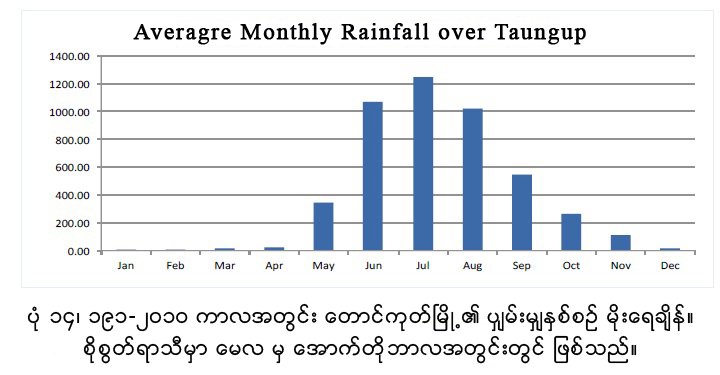 Averagre Monthly Rainfall over Taungup
1400.00
1200.00
1000.00
800.00
600.00
400.00
200.00
0.00
Jan Feb Mar Apr May Jun Jul Aug Sep Oct Nov Dec
ပုံ ၁၄၊ ၁၉၁-၂၀၁၀ ကာလအတွင်း တောင်ကုတ်မြို့၏ ပျှမ်းမျှနှစ်စဉ် မိုးရေချိန်။
စိုစွတ်ရာသီမှာ မေလ မှ အောက်တိုဘာလအတွင်းတွင် ဖြစ်သည်။